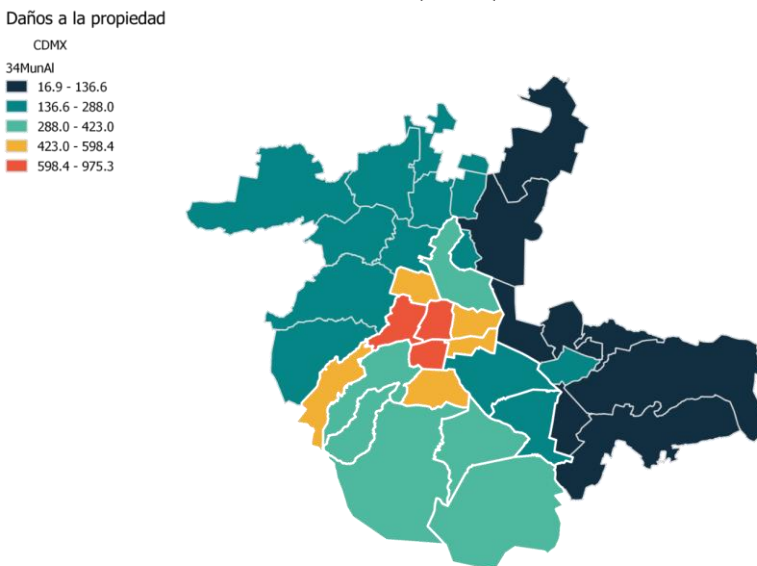 Daños a la propiedad
CDMX
34MunAl
16.9 - 136.6
136.6 - 288.0
288.0 - 423.0
423.0 - 598.4
598.4 - 975.3